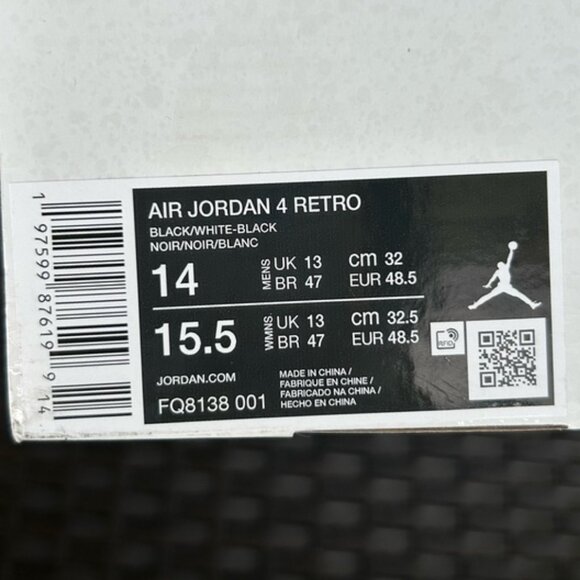 AIR JORDAN 4 RETRO
BLACK/WHITE-BLACK
NOIR/NOIR/BLANC
14 MENS UK 13 CM 32
BR 47 EUR 48.5
15.5 WMNS UK 13 CM 32.5
BR 47 EUR 48.5
JORDAN.COM
FQ8138 001
MADE IN CHINA /
FABRIQUE EN CHINE /
FABRICADO NA CHINA /
HECHO EN CHINA
RFID
1 97599 87619 9 14